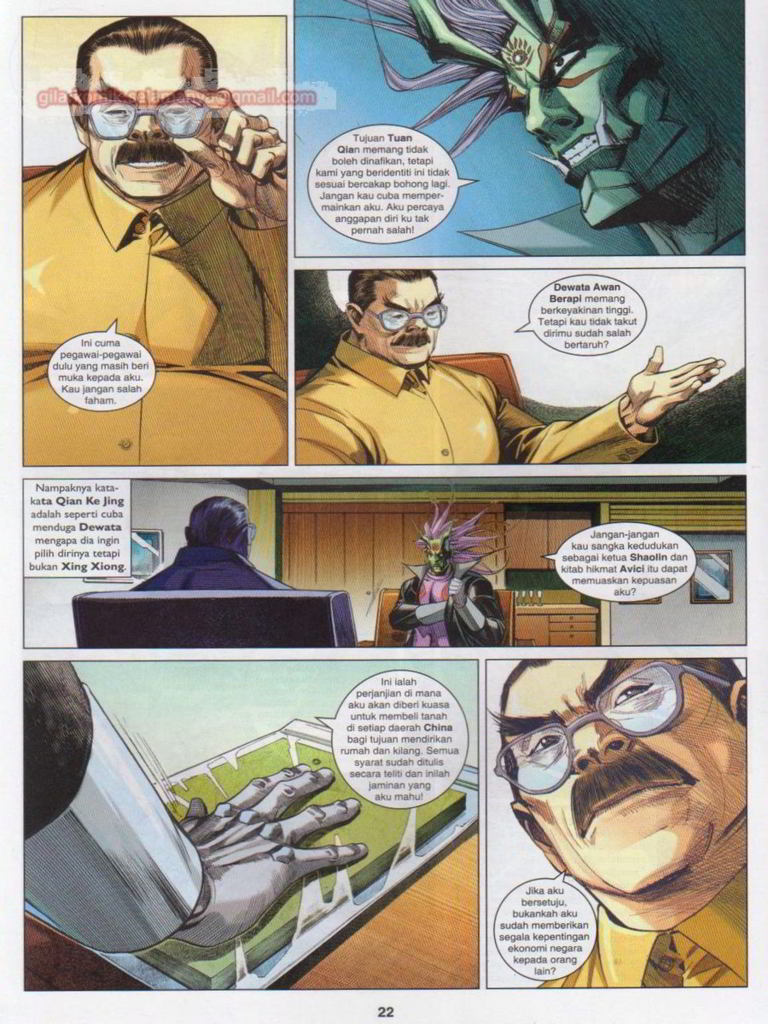 Ini cuma
pegawai-pegawai
dulu yang masih beri
muka kepada aku.
Kau jangan salah
faham.
Tujuan Tuan
Qian memang tidak
boleh dinafikan, tetapi
kami yang beridentiti ini tidak
sesuai bercakap bohong lagi.
Jangan kau cuba memper-
mainkan aku. Aku percaya
anggapan diri ku tak
pernah salah!
Dewata Awan
Berapi memang
berkeyakinan tinggi.
Tetapi kau tidak takut
dirimu sudah salah
bertaruh?
Nampaknya kata-
kata Qian Ke Jing
adalah seperti cuba
menduga Dewata
mengapa dia ingin
pilih dirinya tetapi
bukan Xing Xiong.
Jangan-jangan
kau sangka kedudukan
sebagai ketua Shaolin dan
kitab hikmat Avici itu dapat
memuaskan kepuasan
aku?
Ini ialah
perjanjian di mana
aku akan diberi kuasa
untuk membeli tanah
di setiap daerah China
bagi tujuan mendirikan
rumah dan kilang. Semua
syarat sudah ditulis
secara teliti dan inilah
jaminan yang
aku mahu!
Jika aku
bersetuju,
bukankah aku
sudah memberikan
segala kepentingan
ekonomi negara
kepada orang
lain?
22